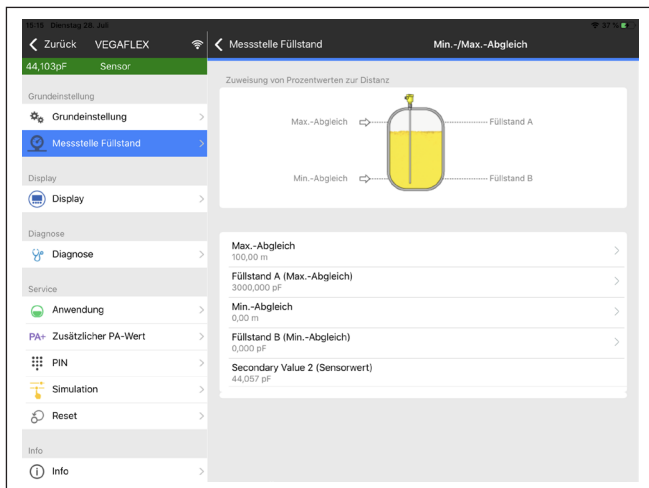 15:15 Dienstag 28. Juli
37 %
Zurück VEGAFLEX
44,103pF Sensor
Grundeinstellung
Grundeinstellung
Messstelle Füllstand
Display
Display
Diagnose
Diagnose
Service
Anwendung
PA+ Zusätzlicher PA-Wert
PIN
Simulation
Reset
Info
Info
Messstelle Füllstand
Min.-/Max.-Abgleich
Zuweisung von Prozentwerten zur Distanz
Max.-Abgleich Füllstand A
Min.-Abgleich Füllstand B
Max.-Abgleich
100,00 m
Füllstand A (Max.-Abgleich)
3000,000 pF
Min.-Abgleich
0,00 m
Füllstand B (Min.-Abgleich)
0,000 pF
Secondary Value 2 (Sensorwert)
44,057 pF